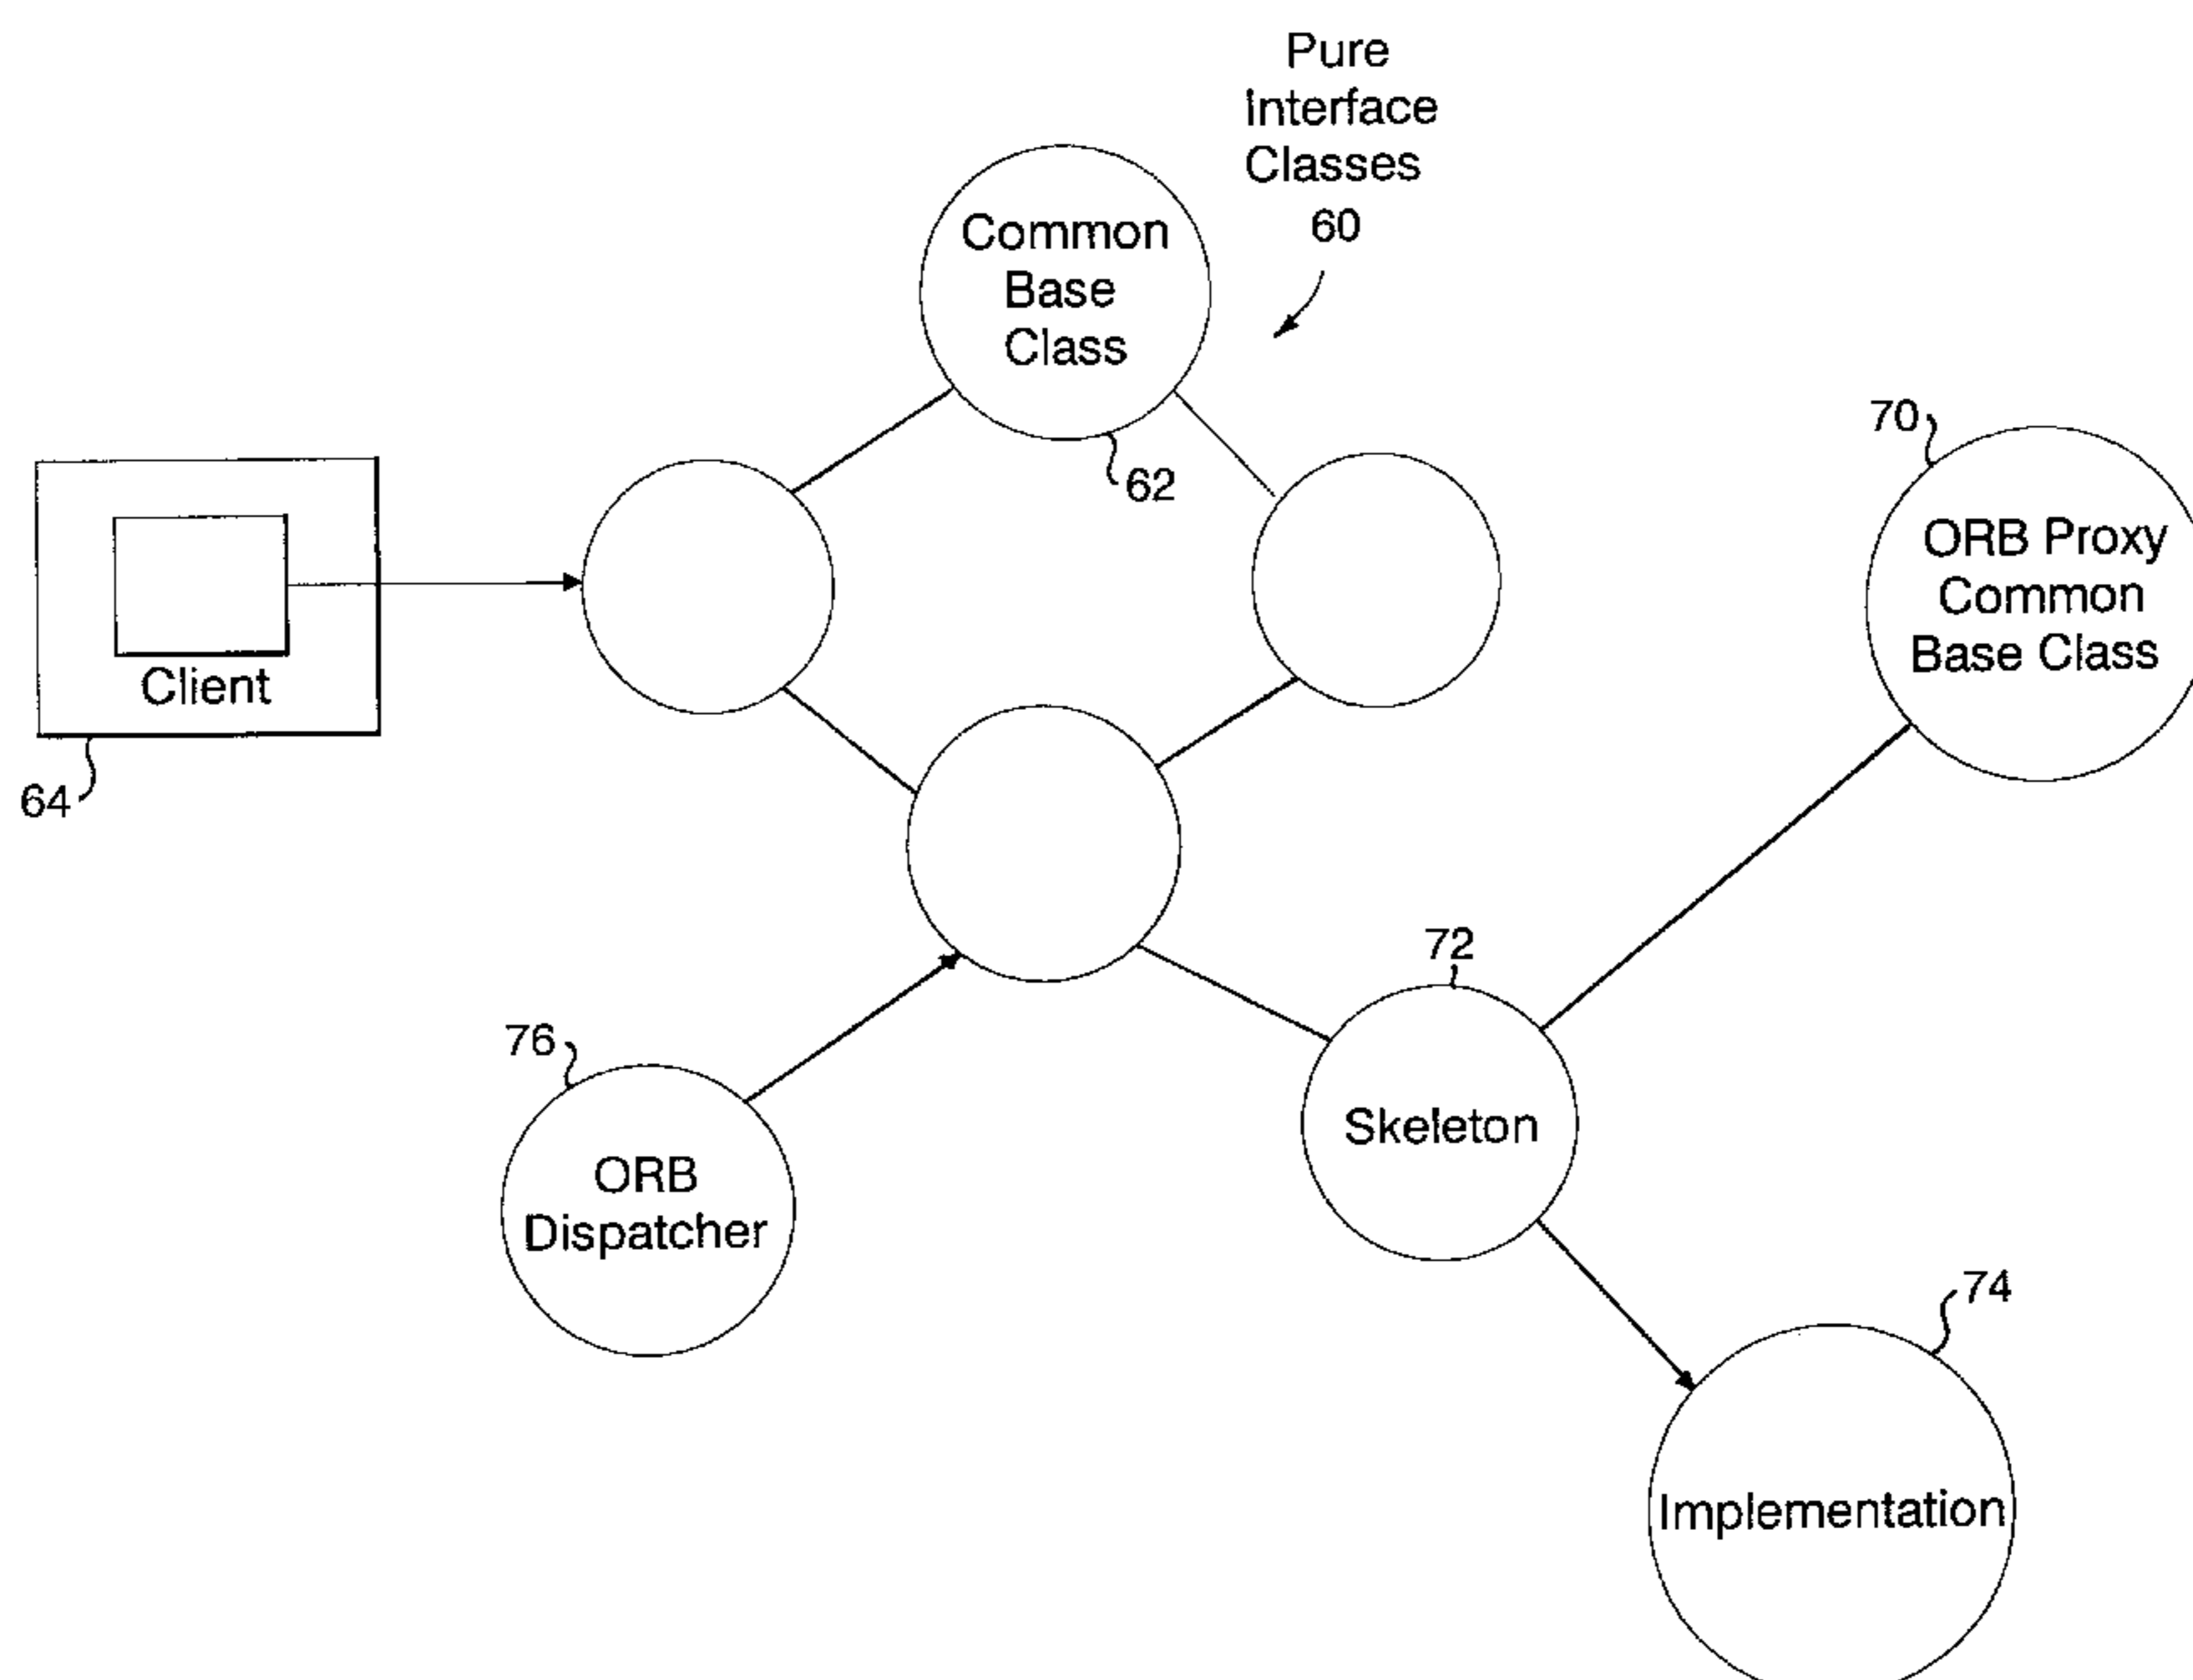 Pure
Interface
Classes
60
Common
Base
Class
62
70
ORB Proxy
Common
Base Class
Client
64
72
Skeleton
76
ORB
Dispatcher
74
Implementation